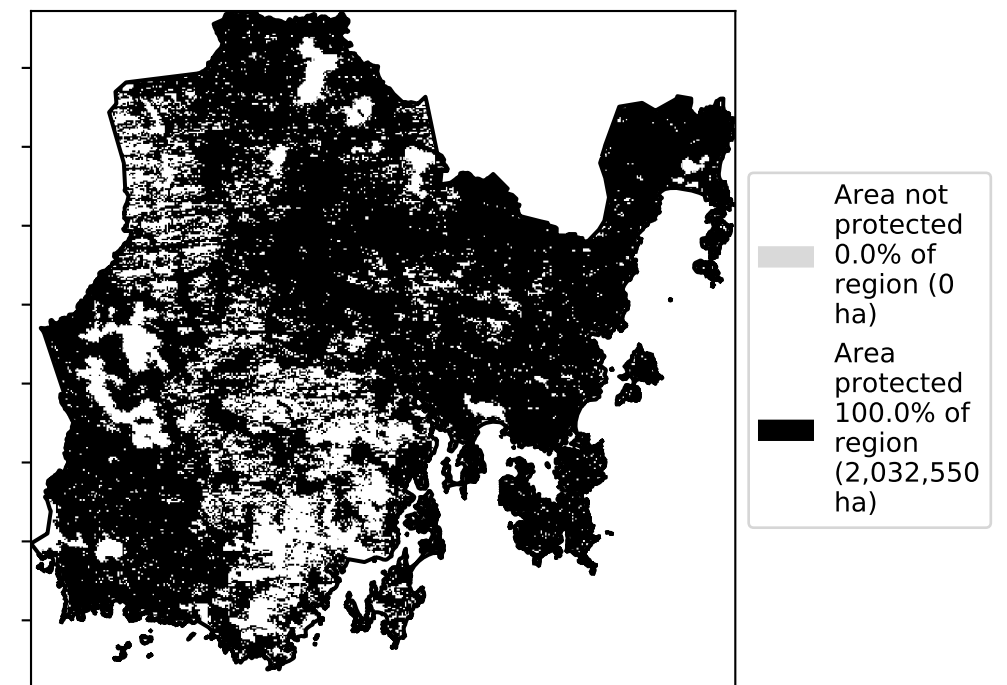 Area not
protected
0.0% of
region (0
ha)
Area
protected
100.0% of
region
(2,032,550
ha)